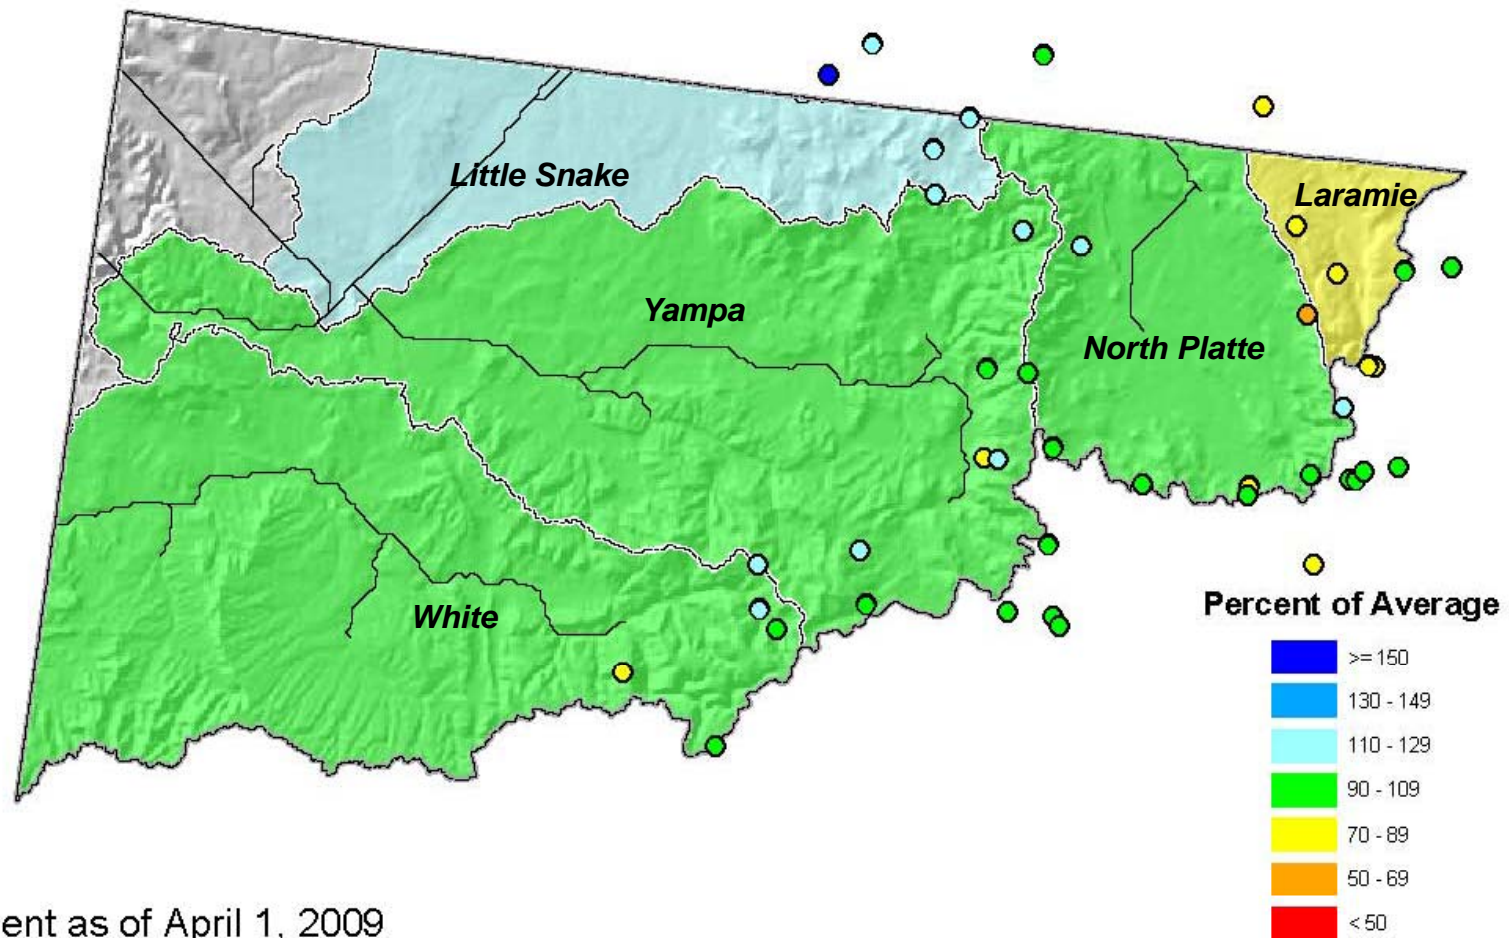 Little Snake
Laramie
Yampa
North Platte
White
Percent of Average
>= 150
130 - 149
110 - 129
90 - 109
70 - 89
50 - 69
< 50
ent as of April 1, 2009